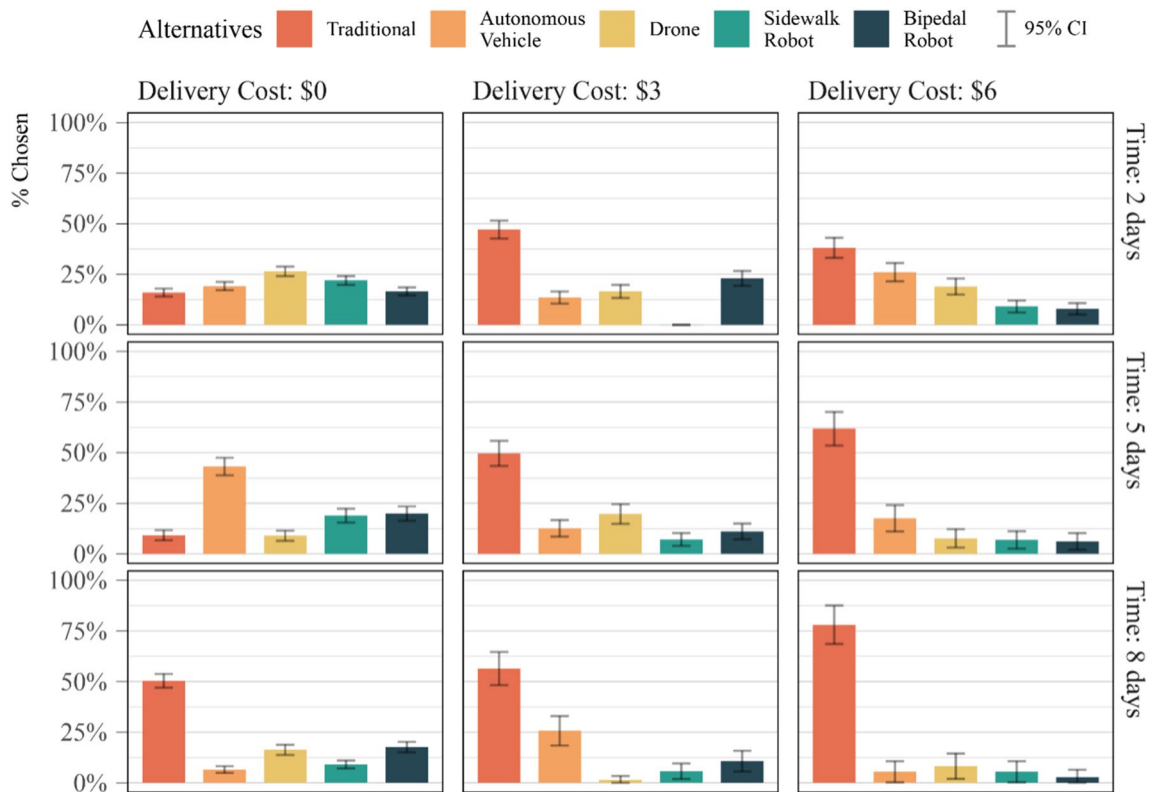 Alternatives Traditional Autonomous Vehicle Drone Sidewalk Robot Bipedal Robot 95% CI
Delivery Cost: $0 Delivery Cost: $3 Delivery Cost: $6
% Chosen
100%
75%
50%
25%
0%
Time: 2 days
100%
75%
50%
25%
0%
Time: 5 days
100%
75%
50%
25%
0%
Time: 8 days